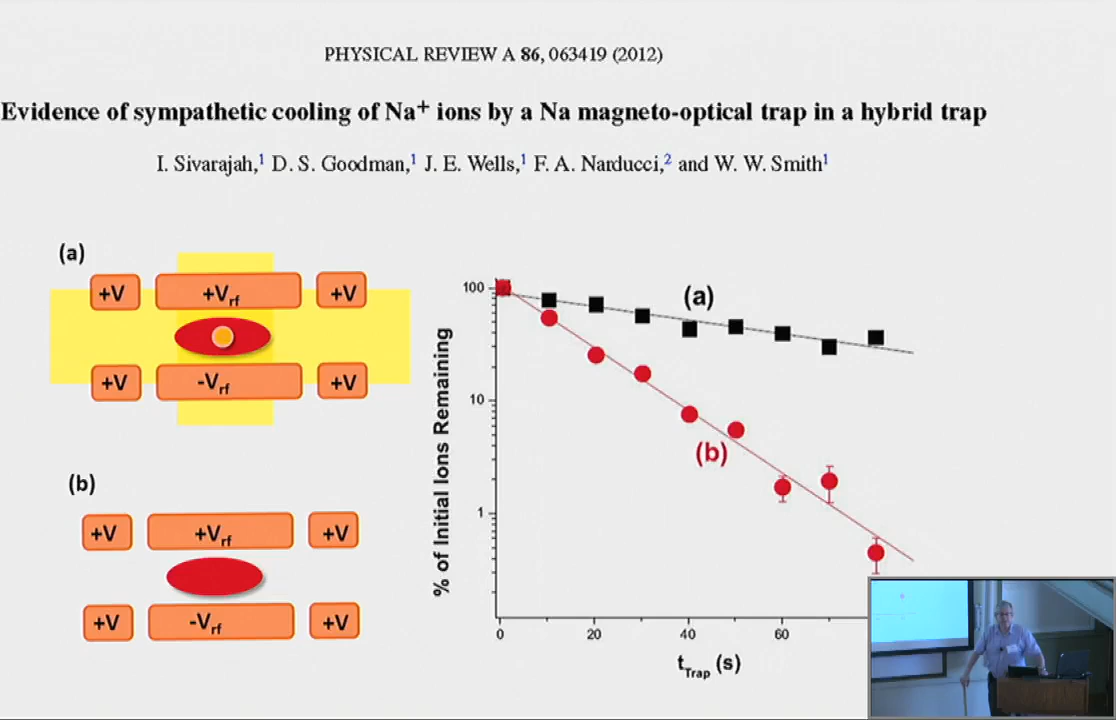 PHYSICAL REVIEW A 86, 063419 (2012)
Evidence of sympathetic cooling of Na+ ions by a Na magneto-optical trap in a hybrid trap
I. Sivarajah,1 D. S. Goodman,1 J. E. Wells,1 F. A. Narducci,2 and W. W. Smith1
(a)
+V +Vrf +V
+V -Vrf +V
(b)
+V +Vrf +V
+V -Vrf +V
% of Initial Ions Remaining
100
10
1
(a)
(b)
0 20 40 60
tTrap (s)